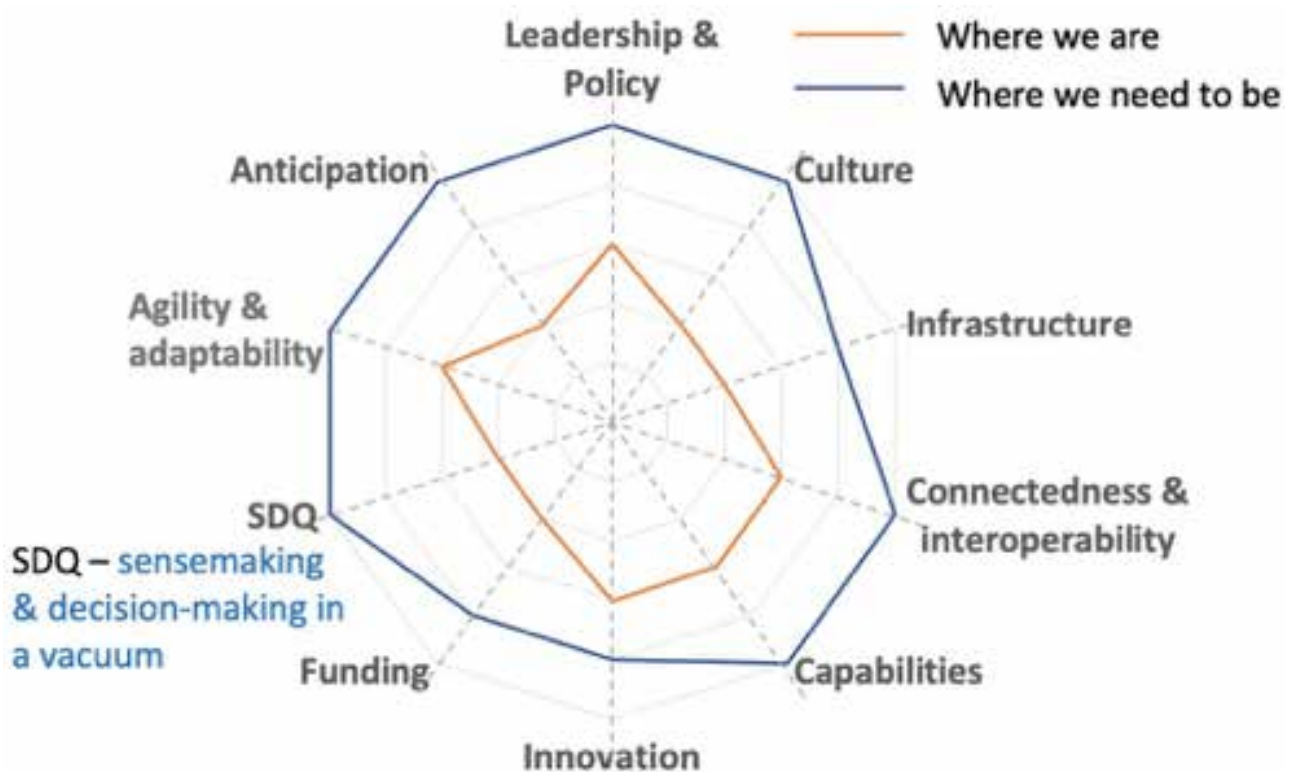 Leadership &
Policy
Where we are
Where we need to be
Anticipation
Culture
Agility &
adaptability
Infrastructure
SDQ
Connectedness &
interoperability
SDQ – sensemaking
& decision-making in
a vacuum
Funding
Capabilities
Innovation